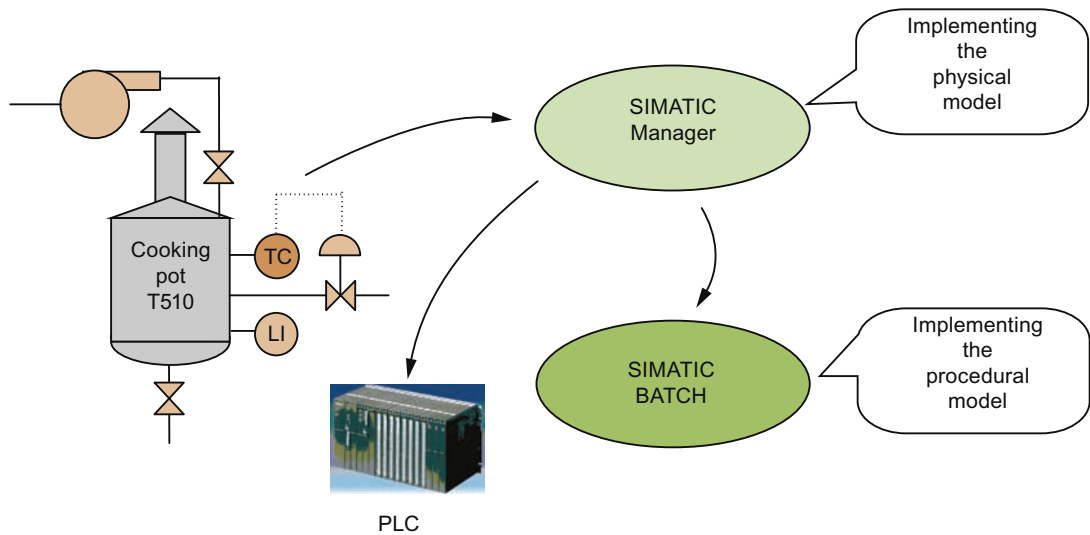 Implementing
the
physical
model
SIMATIC
Manager
Cooking
pot
T510
TC
LI
SIMATIC
BATCH
Implementing
the
procedural
model
PLC